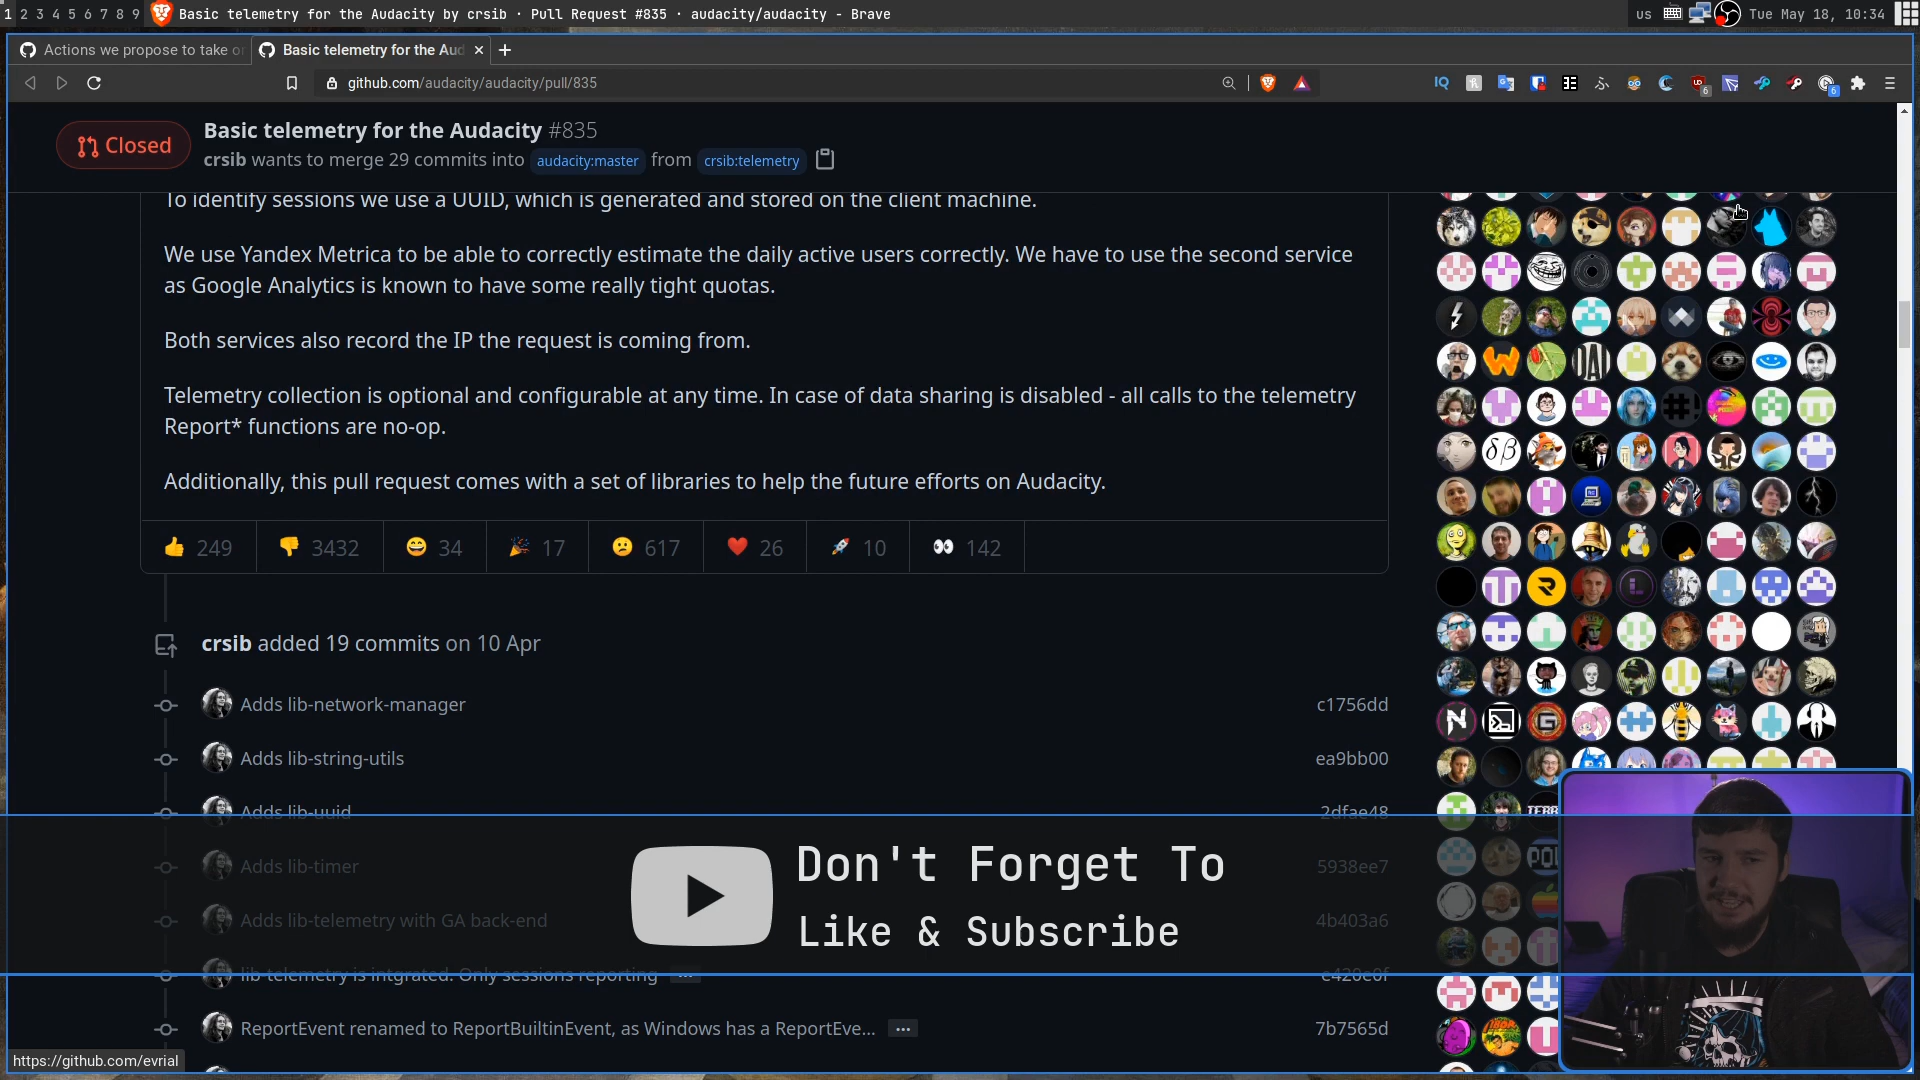 1 2 3 4 5 6 7 8 9 Basic telemetry for the Audacity by crsib · Pull Request #835 · audacity/audacity - Brave us Tue May 18, 10:34
Actions we propose to take or
Basic telemetry for the Aud
github.com/audacity/audacity/pull/835
Closed
Basic telemetry for the Audacity #835
crsib wants to merge 29 commits into audacity:master from crsib:telemetry
To identify sessions we use a UUID, which is generated and stored on the client machine.
We use Yandex Metrica to be able to correctly estimate the daily active users correctly. We have to use the second service
as Google Analytics is known to have some really tight quotas.
Both services also record the IP the request is coming from.
Telemetry collection is optional and configurable at any time. In case of data sharing is disabled - all calls to the telemetry
Report* functions are no-op.
Additionally, this pull request comes with a set of libraries to help the future efforts on Audacity.
👍 249 👎 3432 😄 34 🎉 17 😕 617 ❤️ 26 🚀 10 👀 142
crsib added 19 commits on 10 Apr
Adds lib-network-manager c1756dd
Adds lib-string-utils ea9bb00
Adds lib-uuid 2dfae48
Adds lib-timer 5938ee7
Adds lib-telemetry with GA back-end 4b403a6
lib-telemetry is intgrated. Only sessions reporting ... e420e0f
ReportEvent renamed to ReportBuiltinEvent, as Windows has a ReportEve... ... 7b7565d
Don't Forget To
Like & Subscribe
https://github.com/evrial